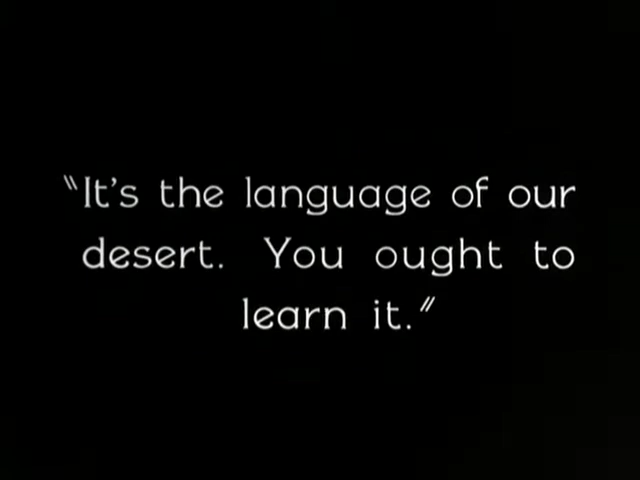 "It's the language of our
desert. You ought to
learn it."